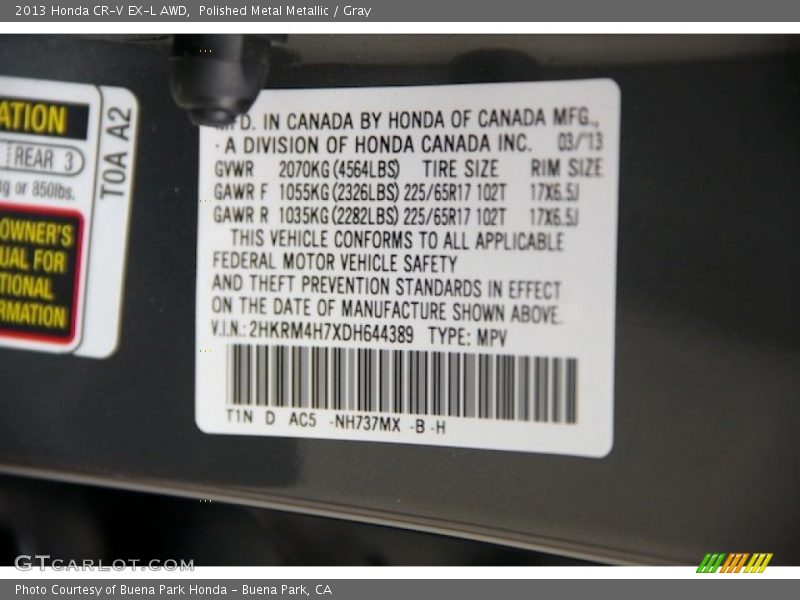 2013 Honda CR-V EX-L AWD, Polished Metal Metallic / Gray
ATION
REAR 3
or 850lbs.
OWNER'S
UAL FOR
TIONAL
RMATION
T0A A2
IN CANADA BY HONDA OF CANADA MFG.,
- A DIVISION OF HONDA CANADA INC. 03/'13
GVWR 2070KG(4564LBS) TIRE SIZE RIM SIZE
GAWR F 1055KG(2326LBS) 225/65R17 102T 17X6.5J
GAWR R 1035KG(2282LBS) 225/65R17 102T 17X6.5J
THIS VEHICLE CONFORMS TO ALL APPLICABLE
FEDERAL MOTOR VEHICLE SAFETY
AND THEFT PREVENTION STANDARDS IN EFFECT
ON THE DATE OF MANUFACTURE SHOWN ABOVE.
V.I.N.: 2HKRM4H7XDH644389 TYPE: MPV
T1N D AC5 -NH737MX -B -H
GTCARLOT.COM
Photo Courtesy of Buena Park Honda - Buena Park, CA